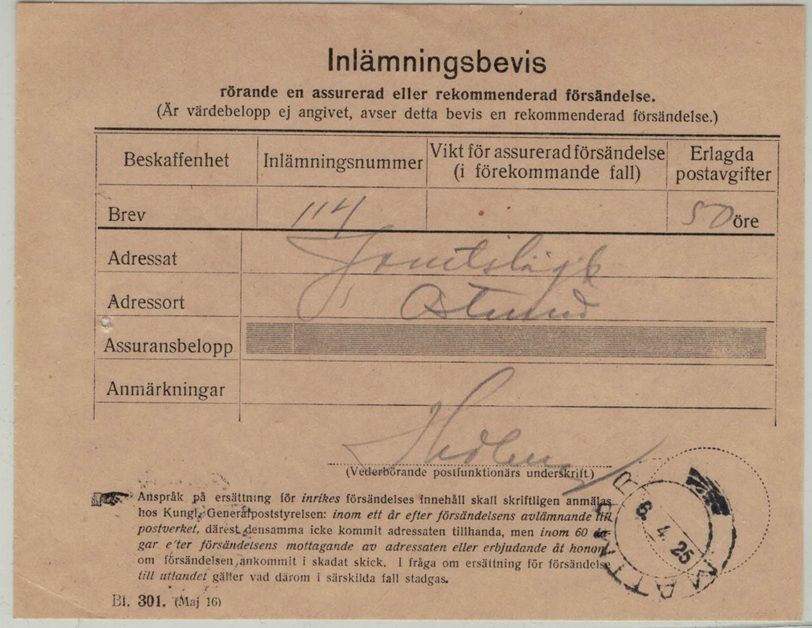 Inlämningsbevis
rörande en assurerad eller rekommenderad försändelse.
(Är värdebelopp ej angivet, avser detta bevis en rekommenderad försändelse.)
Beskaffenhet Inlämningsnummer Vikt för assurerad försändelse (i förekommande fall) Erlagda postavgifter
Brev 114 50 öre
Adressat
Adressort Östersund
Assuransbelopp
Anmärkningar
(Vederbörande postfunktionärs underskrift.)
Anspråk på ersättning för inrikes försändelses innehåll skall skriftligen anmälas
hos Kungl. Generalpoststyrelsen: inom ett år efter försändelsens avlämnande till
postverket, därest densamma icke kommit adressaten tillhanda, men inom 60 da-
gar efter försändelsens mottagande av adressaten eller erbjudande åt honom,
om försändelsen ankommit i skadat skick. I fråga om ersättning för försändelse
till utlandet gäller vad därom i särskilda fall stadgas.
Bl. 301. (Maj 16)
MATTMAR
6.4.25